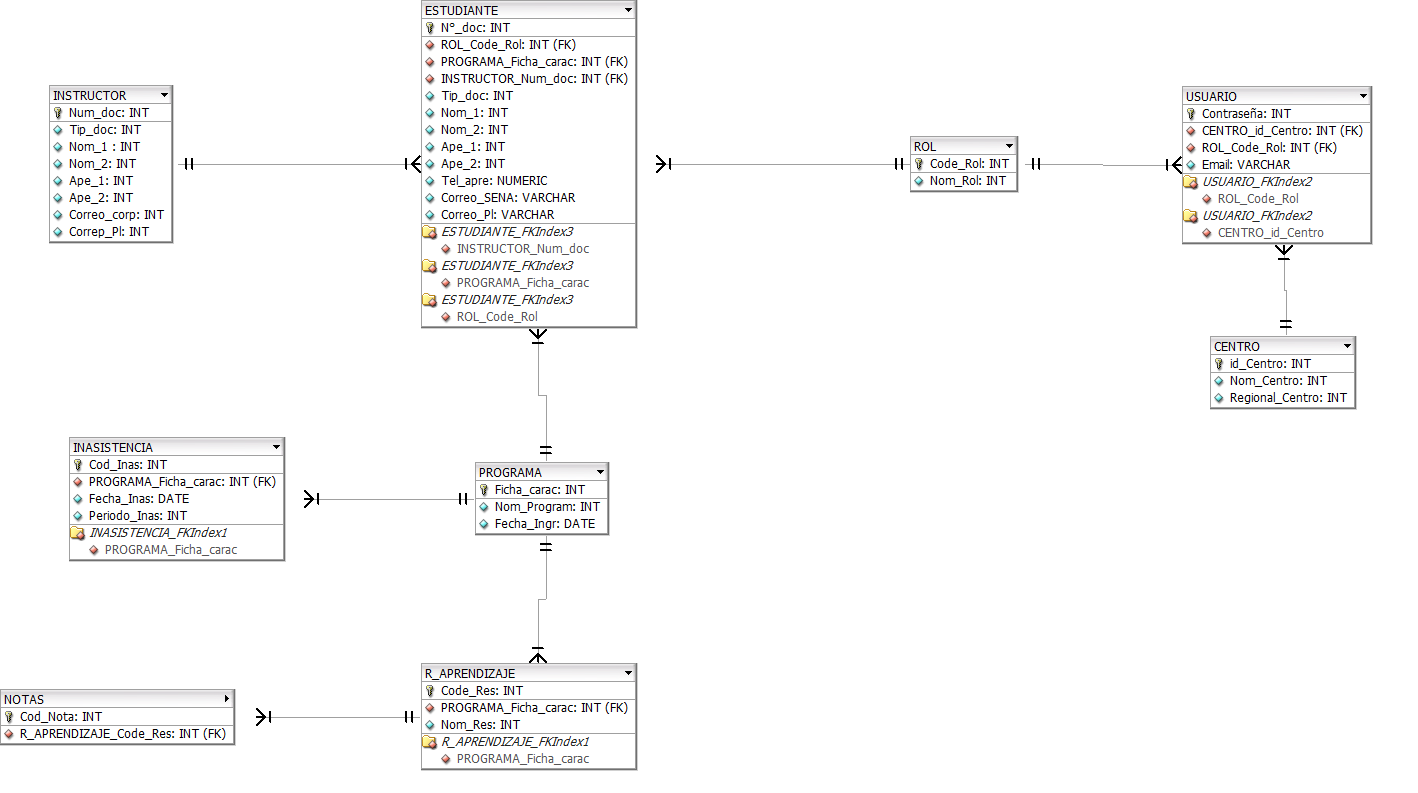 ESTUDIANTE
N°_doc: INT
ROL_Code_Rol: INT (FK)
PROGRAMA_Ficha_carac: INT (FK)
INSTRUCTOR_Num_doc: INT (FK)
Tip_doc: INT
Nom_1: INT
Nom_2: INT
Ape_1: INT
Ape_2: INT
Tel_apre: NUMERIC
Correo_SENA: VARCHAR
Correo_Pl: VARCHAR
ESTUDIANTE_FKIndex3
INSTRUCTOR_Num_doc
ESTUDIANTE_FKIndex3
PROGRAMA_Ficha_carac
ESTUDIANTE_FKIndex3
ROL_Code_Rol
INSTRUCTOR
Num_doc: INT
Tip_doc: INT
Nom_1 : INT
Nom_2: INT
Ape_1: INT
Ape_2: INT
Correo_corp: INT
Correp_Pl: INT
ROL
Code_Rol: INT
Nom_Rol: INT
USUARIO
Contraseña: INT
CENTRO_id_Centro: INT (FK)
ROL_Code_Rol: INT (FK)
Email: VARCHAR
USUARIO_FKIndex2
ROL_Code_Rol
USUARIO_FKIndex2
CENTRO_id_Centro
CENTRO
id_Centro: INT
Nom_Centro: INT
Regional_Centro: INT
INASISTENCIA
Cod_Inas: INT
PROGRAMA_Ficha_carac: INT (FK)
Fecha_Inas: DATE
Periodo_Inas: INT
INASISTENCIA_FKIndex1
PROGRAMA_Ficha_carac
PROGRAMA
Ficha_carac: INT
Nom_Program: INT
Fecha_Ingr: DATE
R_APRENDIZAJE
Code_Res: INT
PROGRAMA_Ficha_carac: INT (FK)
Nom_Res: INT
R_APRENDIZAJE_FKIndex1
PROGRAMA_Ficha_carac
NOTAS
Cod_Nota: INT
R_APRENDIZAJE_Code_Res: INT (FK)